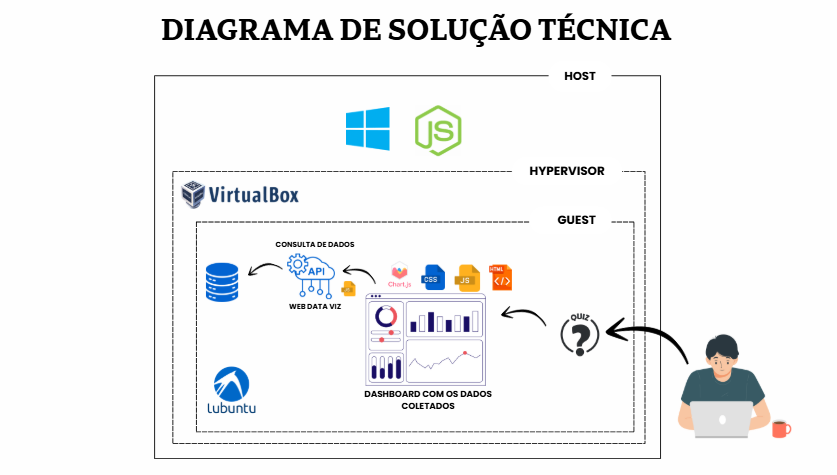 DIAGRAMA DE SOLUÇÃO TÉCNICA
HOST
JS
HYPERVISOR
VirtualBox
GUEST
CONSULTA DE DADOS
API
WEB DATA VIZ
Chart.js
CSS
JS
HTML
QUIZ
?
DASHBOARD COM OS DADOS
COLETADOS
lubuntu